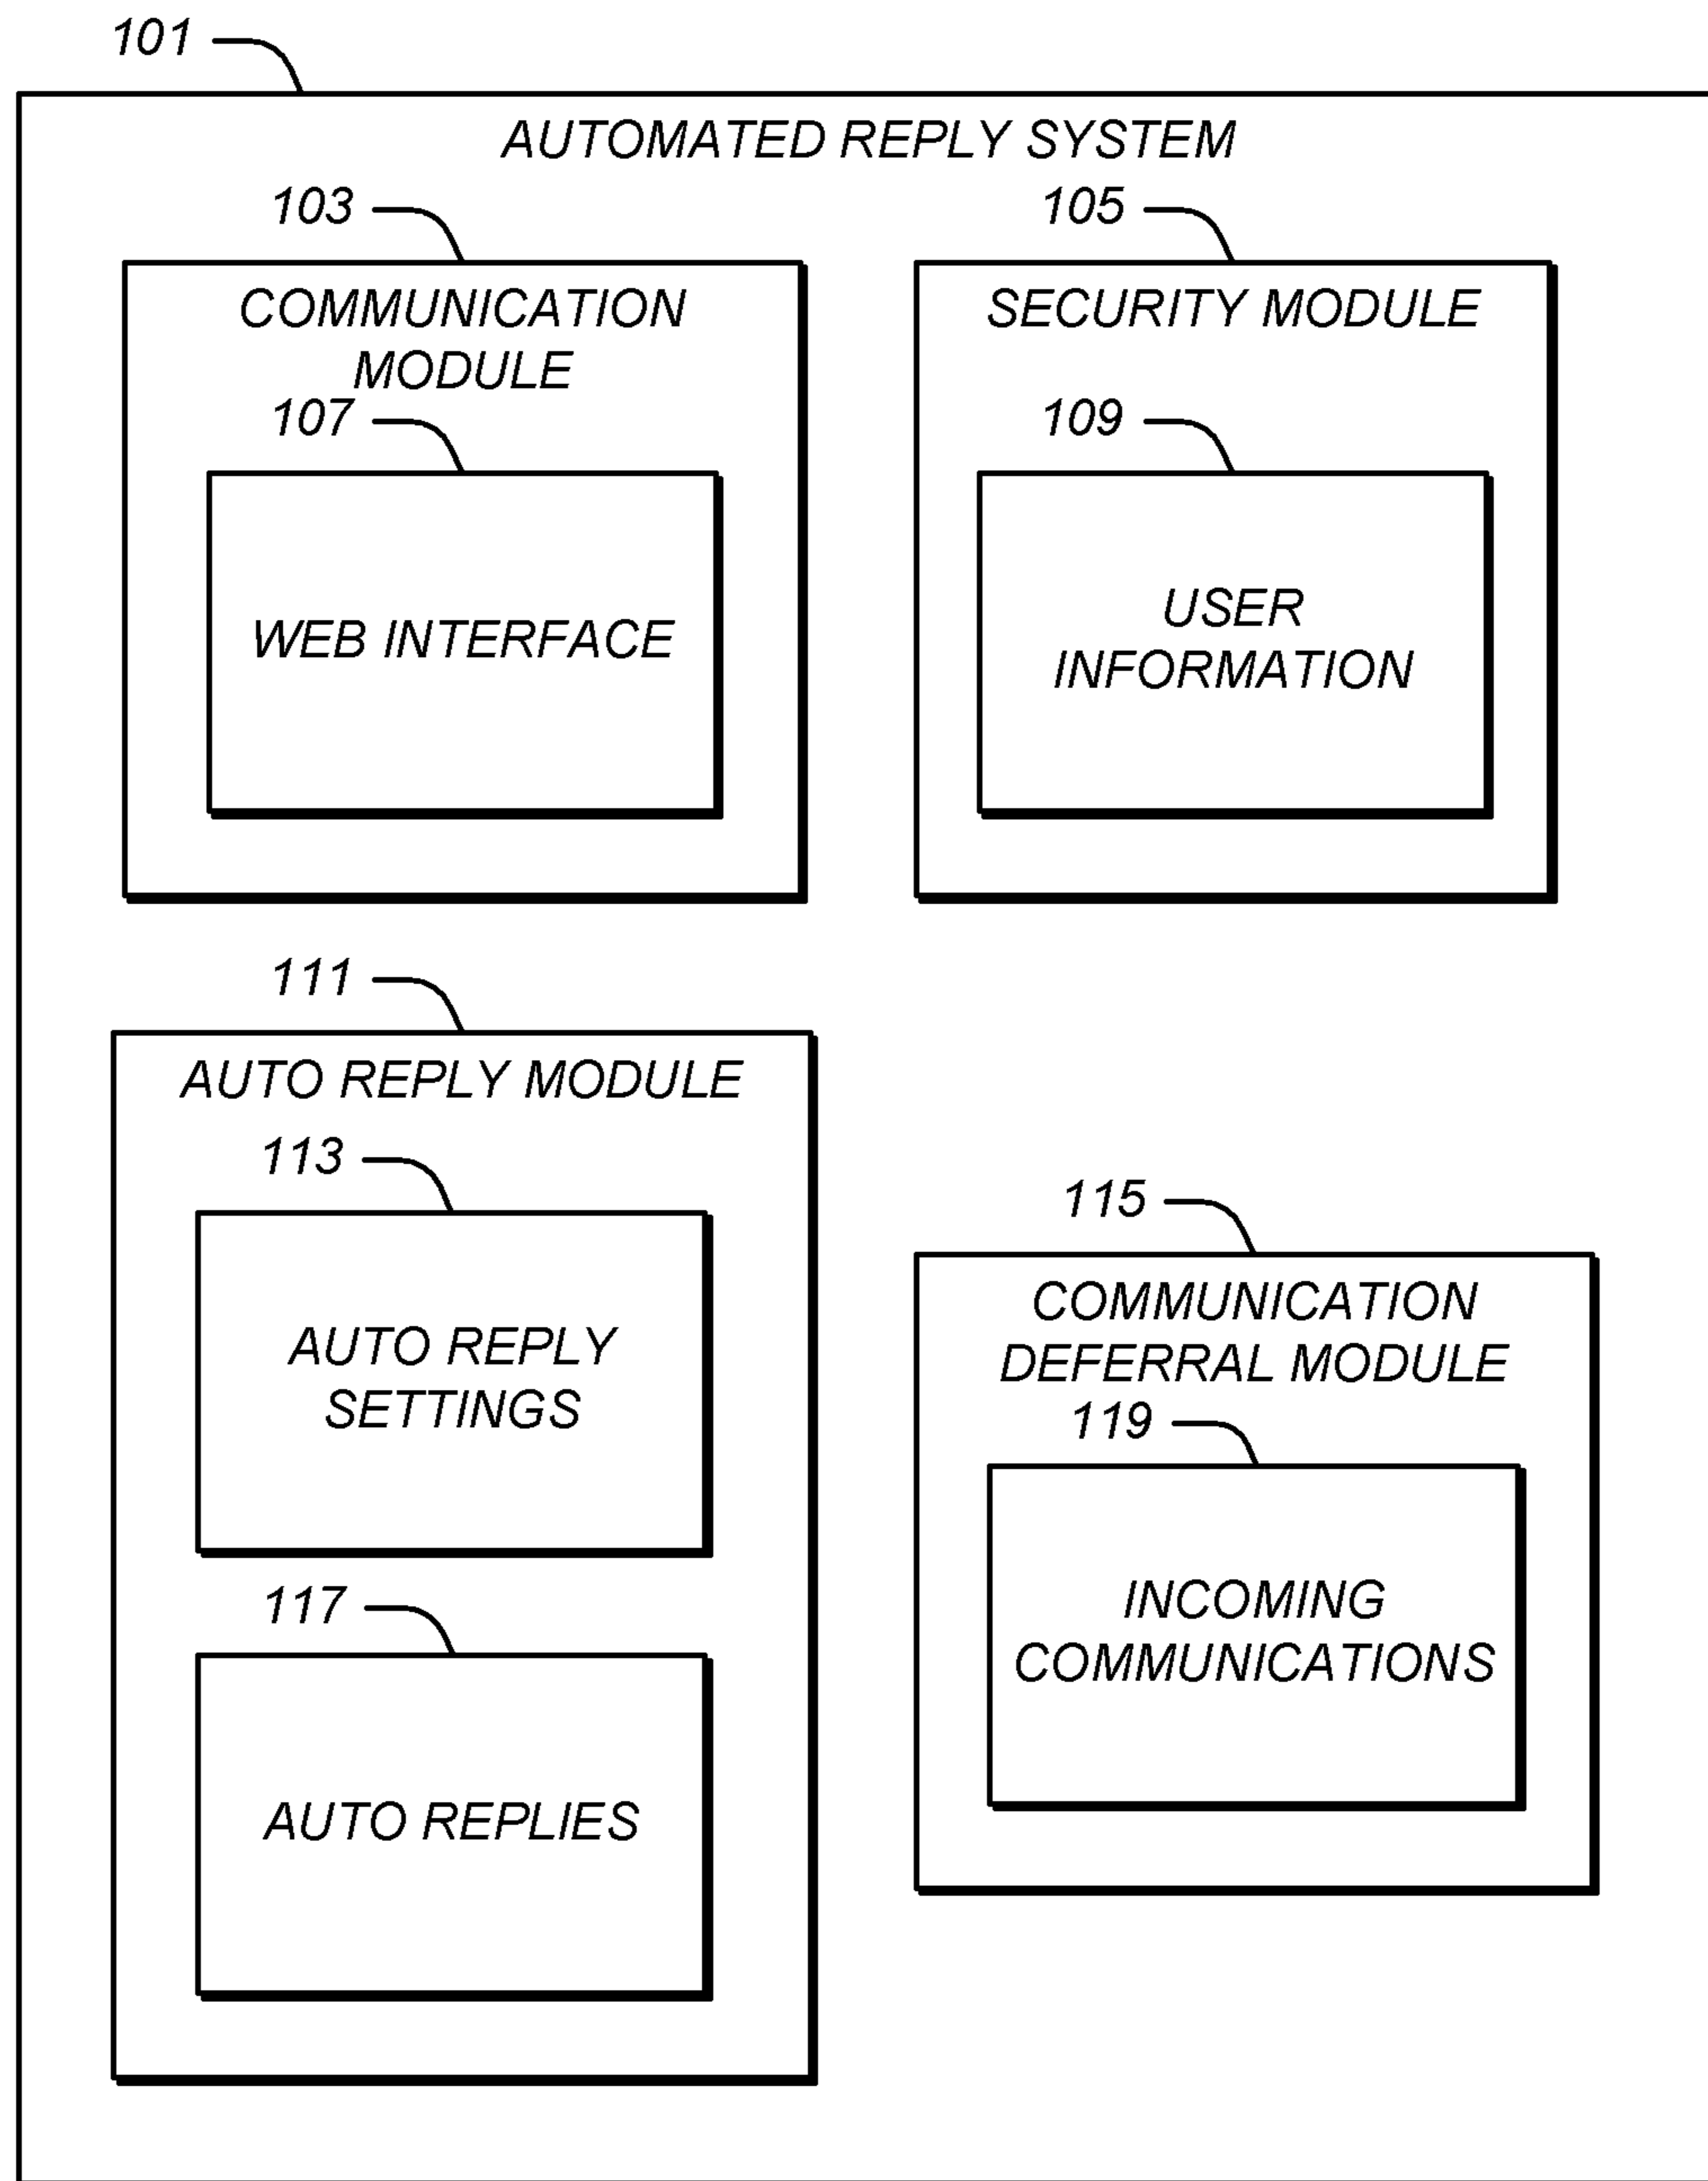 101
AUTOMATED REPLY SYSTEM
103
COMMUNICATION
MODULE
107
WEB INTERFACE
105
SECURITY MODULE
109
USER
INFORMATION
111
AUTO REPLY MODULE
113
AUTO REPLY
SETTINGS
117
AUTO REPLIES
115
COMMUNICATION
DEFERRAL MODULE
119
INCOMING
COMMUNICATIONS